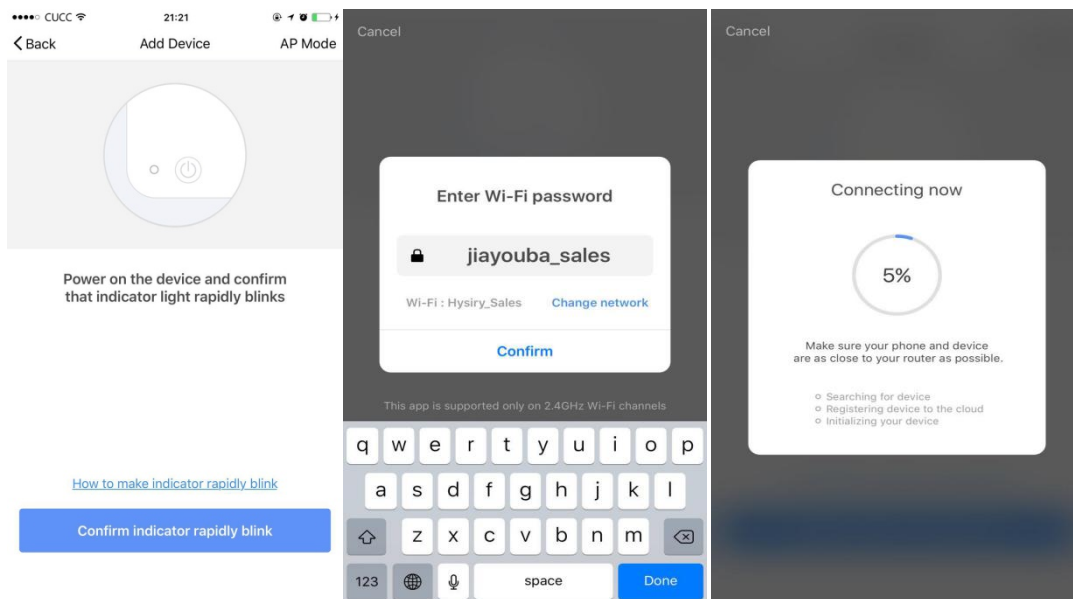 CUCC 21:21
Back Add Device AP Mode
Power on the device and confirm
that indicator light rapidly blinks
How to make indicator rapidly blink
Confirm indicator rapidly blink
Cancel
Enter Wi-Fi password
jiayouba_sales
Wi-Fi : Hysiry_Sales Change network
Confirm
This app is supported only on 2.4GHz Wi-Fi channels
q w e r t y u i o p
a s d f g h j k l
z x c v b n m
123 space Done
Cancel
Connecting now
5%
Make sure your phone and device
are as close to your router as possible.
Searching for device
Registering device to the cloud
Initializing your device